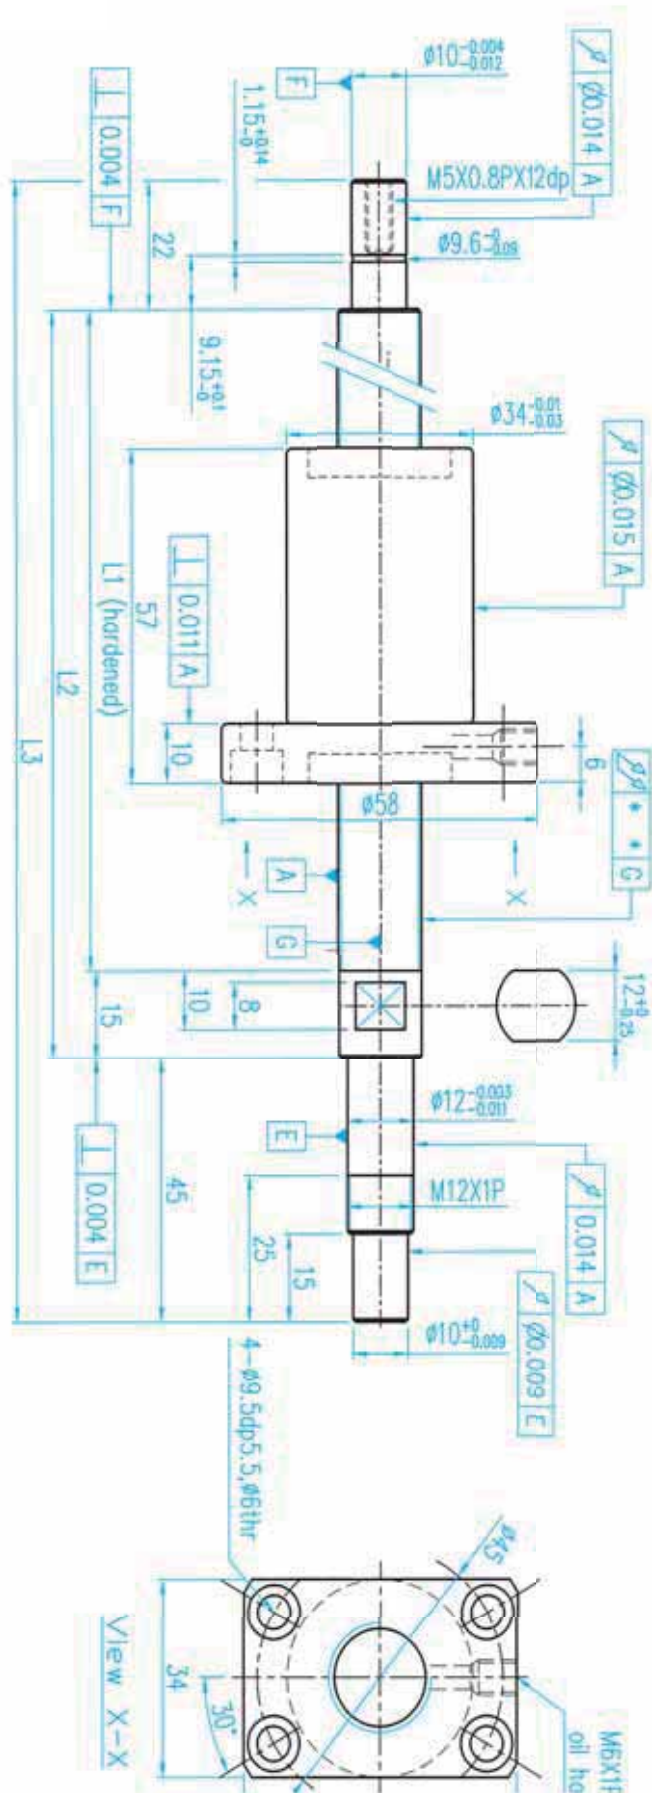 ø10 -0.004 -0.012
ø0.014 A
F
1.15 +0.14 -0
⊥ 0.004 F
M5X0.8PX12dp
22
ø9.6 -0 -0.09
9.15 +0.1 -0
ø34 -0.01 -0.03
ø0.015 A
L1 (hardened)
57
⊥ 0.011 A
L2
L3
10
6
ø58
* * G
X
X
A
G
12 +0 -0.25
15
10
8
ø12 -0.003 -0.011
E
0.014 A
⊥ 0.004 E
45
M12X1P
25
15
ø0.009 E
ø10 +0 -0.009
4-ø9.5dp5.5,ø6thr
ø45
34
30°
View X-X
M6X1P
oil ho